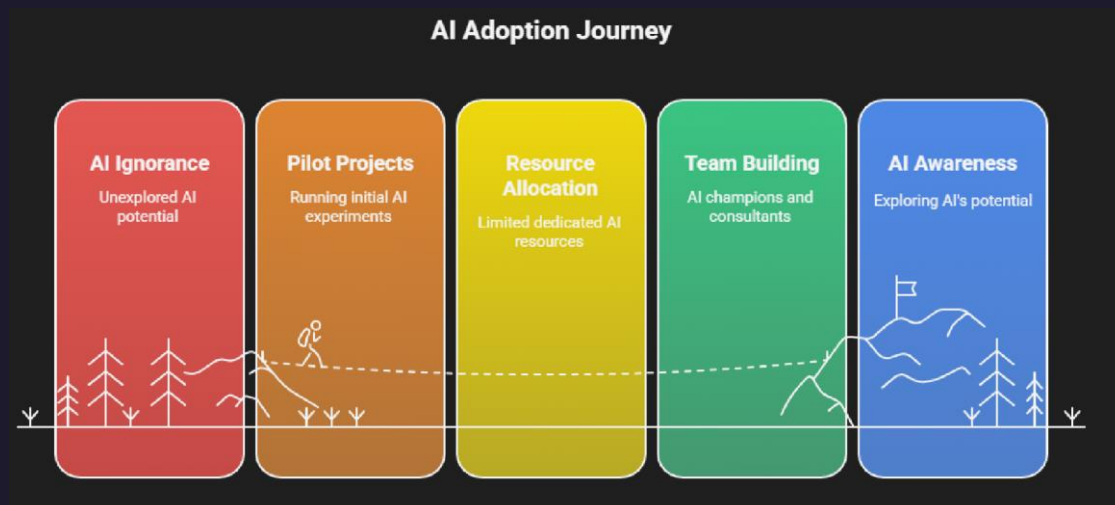 AI Adoption Journey
AI Ignorance
Unexplored AI
potential
Pilot Projects
Running initial AI
experiments
Resource
Allocation
Limited dedicated AI
resources
Team Building
AI champions and
consultants
AI Awareness
Exploring AI's potential